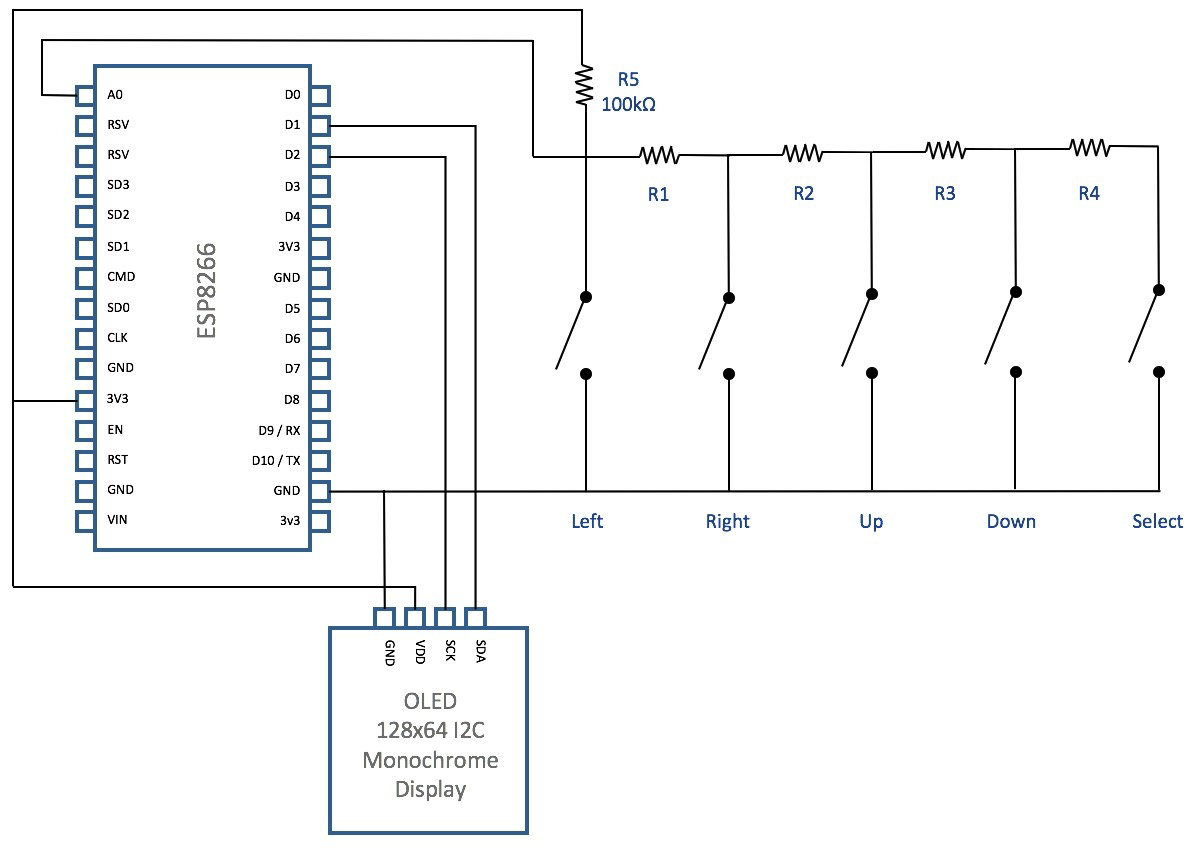 R5
100kΩ
A0
RSV
RSV
SD3
SD2
SD1
CMD
SD0
CLK
GND
3V3
EN
RST
GND
VIN
ESP8266
D0
D1
D2
D3
D4
3V3
GND
D5
D6
D7
D8
D9 / RX
D10 / TX
GND
3v3
R1
R2
R3
R4
Left
Right
Up
Down
Select
GND
VDD
SCK
SDA
OLED
128x64 I2C
Monochrome
Display